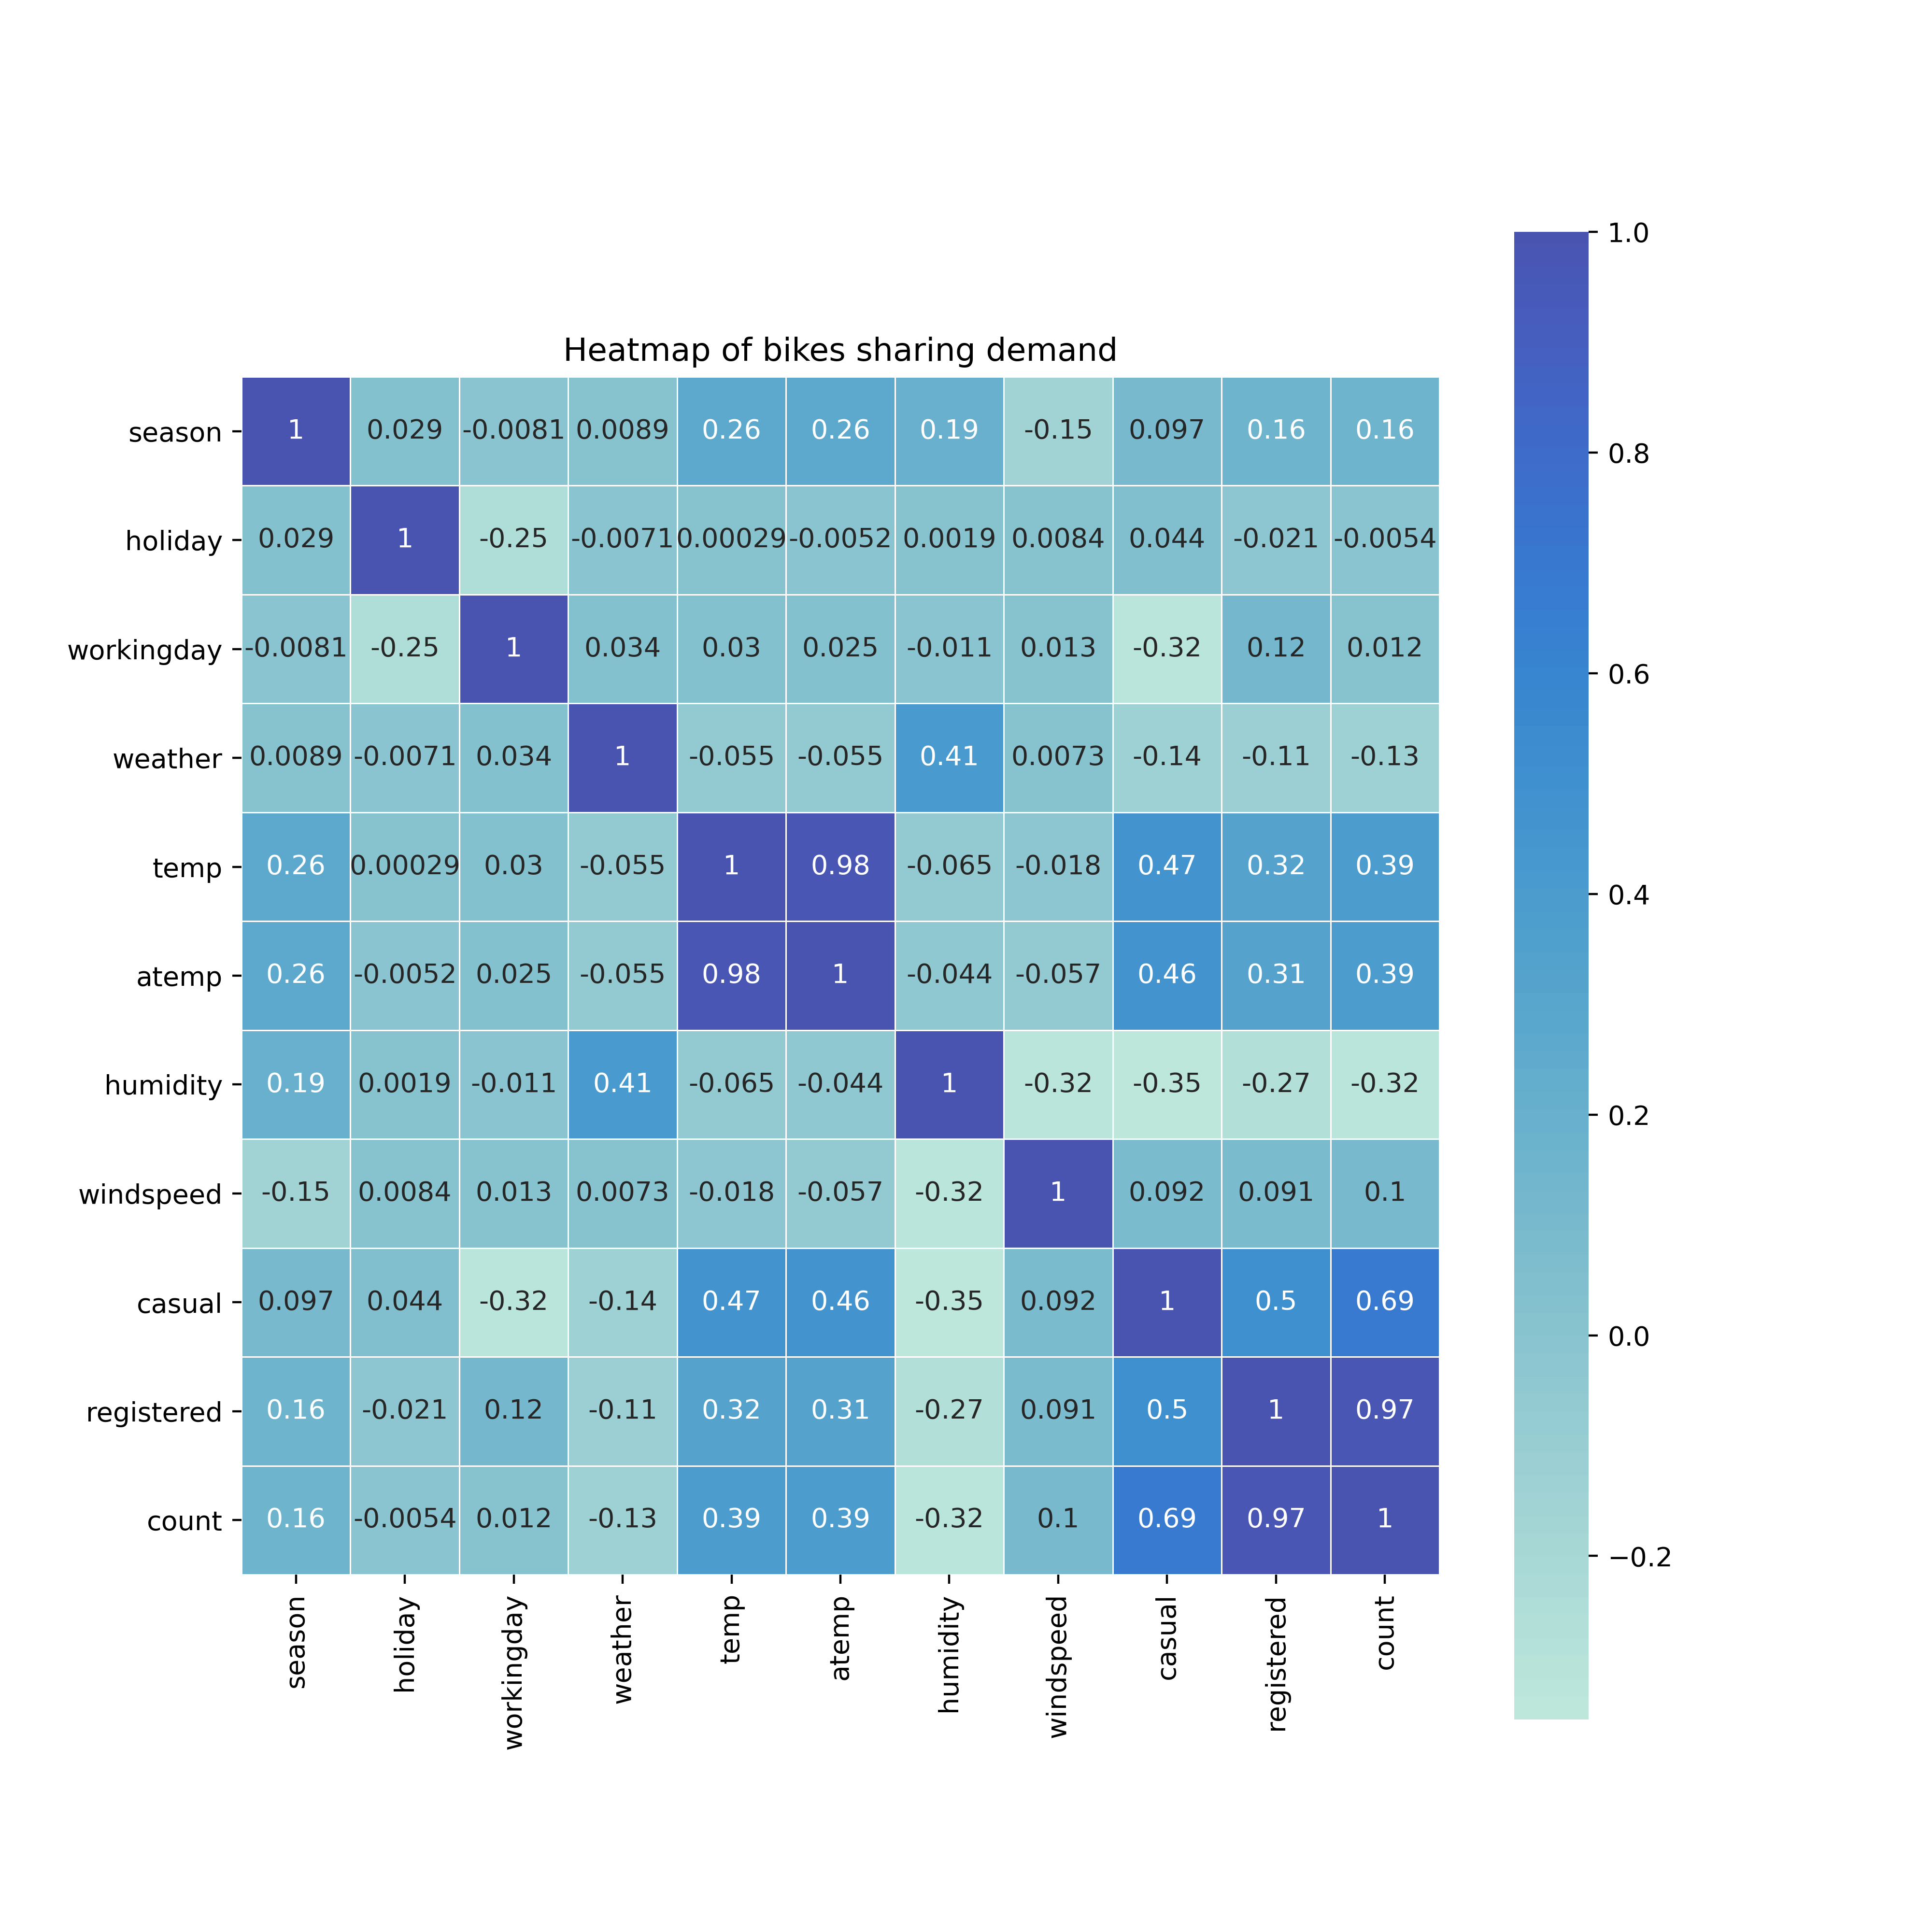 Heatmap of bikes sharing demand
season 1 0.029 -0.0081 0.0089 0.26 0.26 0.19 -0.15 0.097 0.16 0.16
holiday 0.029 1 -0.25 -0.0071 0.00029 -0.0052 0.0019 0.0084 0.044 -0.021 -0.0054
workingday -0.0081 -0.25 1 0.034 0.03 0.025 -0.011 0.013 -0.32 0.12 0.012
weather 0.0089 -0.0071 0.034 1 -0.055 -0.055 0.41 0.0073 -0.14 -0.11 -0.13
temp 0.26 0.00029 0.03 -0.055 1 0.98 -0.065 -0.018 0.47 0.32 0.39
atemp 0.26 -0.0052 0.025 -0.055 0.98 1 -0.044 -0.057 0.46 0.31 0.39
humidity 0.19 0.0019 -0.011 0.41 -0.065 -0.044 1 -0.32 -0.35 -0.27 -0.32
windspeed -0.15 0.0084 0.013 0.0073 -0.018 -0.057 -0.32 1 0.092 0.091 0.1
casual 0.097 0.044 -0.32 -0.14 0.47 0.46 -0.35 0.092 1 0.5 0.69
registered 0.16 -0.021 0.12 -0.11 0.32 0.31 -0.27 0.091 0.5 1 0.97
count 0.16 -0.0054 0.012 -0.13 0.39 0.39 -0.32 0.1 0.69 0.97 1
season holiday workingday weather temp atemp humidity windspeed casual registered count
1.0
0.8
0.6
0.4
0.2
0.0
−0.2